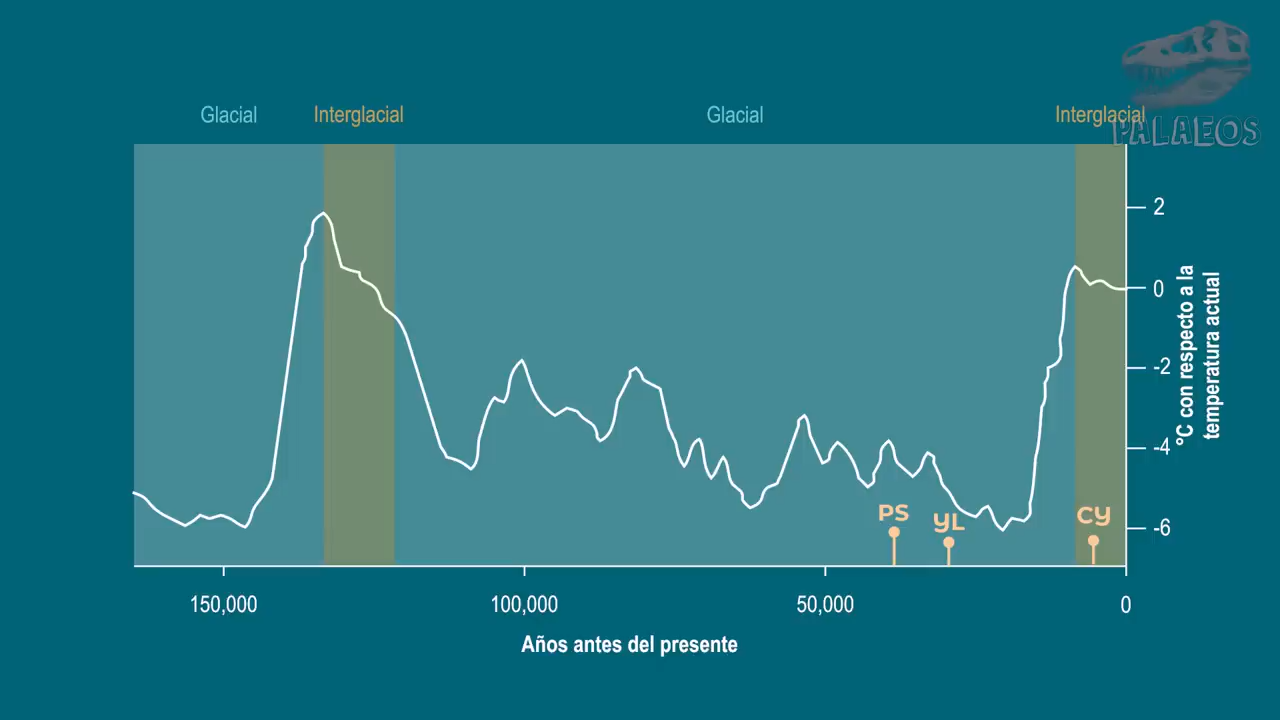 PALAEOS
Glacial
Interglacial
Glacial
Interglacial
2
0
-2
-4
-6
°C con respecto a la
temperatura actual
PS
YL
CY
150,000
100,000
50,000
0
Años antes del presente